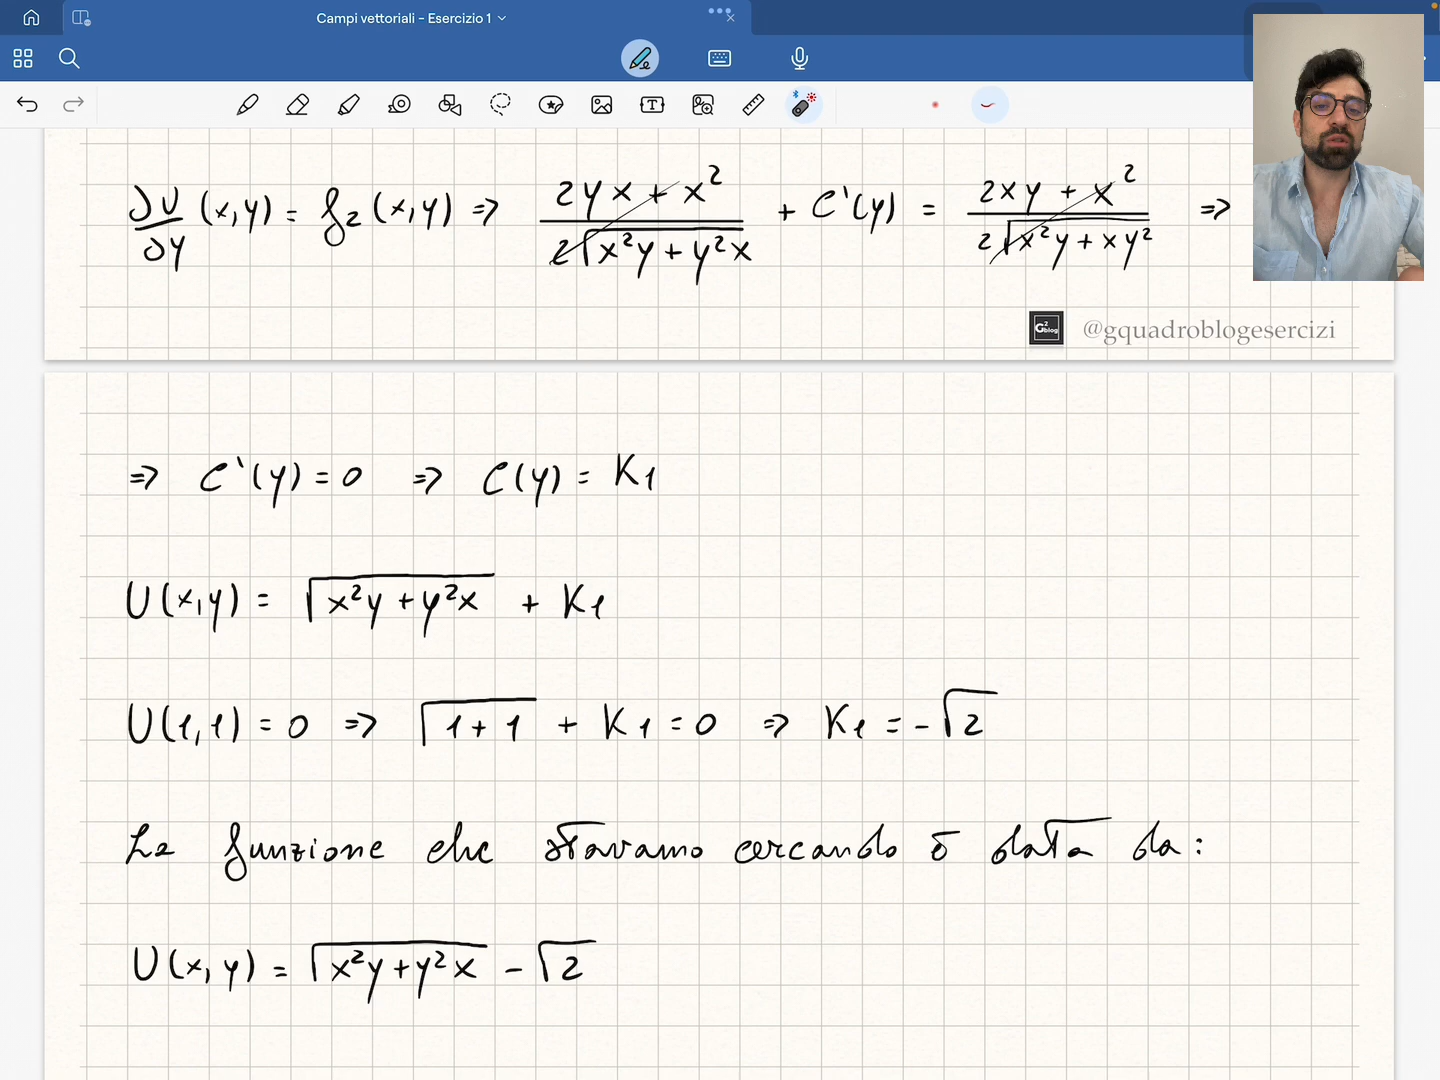 Campi vettoriali - Esercizio 1
∂U/∂y (x,y) = f₂(x,y) ⇒ (2yx + x²)/(2√(x²y + y²x)) + C'(y) = (2xy + x²)/(2√(x²y + xy²)) ⇒
G² blog
@gquadroblogesercizi
⇒ C'(y) = 0 ⇒ C(y) = K₁
U(x,y) = √(x²y + y²x) + K₁
U(1,1) = 0 ⇒ √(1+1) + K₁ = 0 ⇒ K₁ = -√2
La funzione che stavamo cercando è data da:
U(x,y) = √(x²y + y²x) - √2